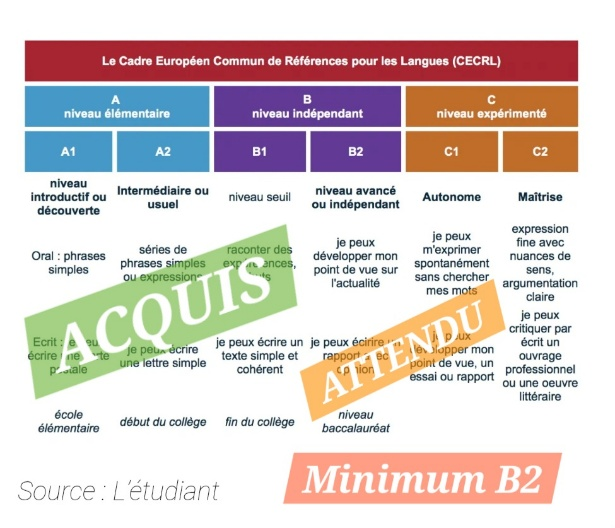 Le Cadre Européen Commun de Références pour les Langues (CECRL)
A
niveau élémentaire
B
niveau indépendant
C
niveau expérimenté
A1
A2
B1
B2
C1
C2
niveau
introductif ou
découverte
Intermédiaire ou
usuel
niveau seuil
niveau avancé
ou indépendant
Autonome
Maîtrise
Oral : phrases
simples
séries de
phrases simples
ou expressions
raconter des
je peux
développer mon
point de vue sur
l'actualité
je peux
m'exprimer
spontanément
sans chercher
mes mots
expression
fine avec
nuances de
sens,
argumentation
claire
Ecrit :
écrire
postale
je peux écrire
une lettre simple
je peux écrire un
texte simple et
cohérent
je peux écirire un
rapport avec
opinion
je peux
développer mon
point de vue, un
essai ou rapport
je peux
critiquer par
écrit un
ouvrage
professionnel
ou une oeuvre
littéraire
école
élémentaire
début du collège
fin du collège
niveau
baccalauréat
ACQUIS
ATTENDU
Minimum B2
Source : L'étudiant